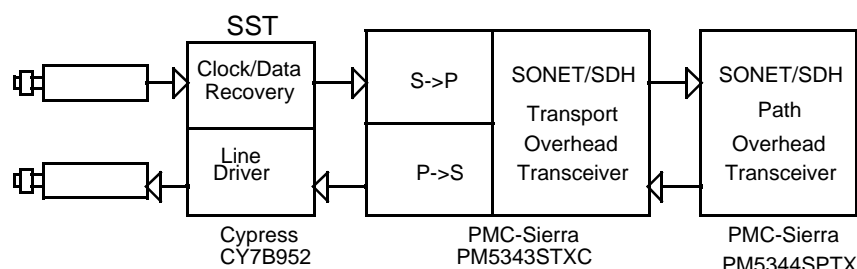 SST
Clock/Data
Recovery
Line
Driver
S->P
P->S
SONET/SDH
Transport
Overhead
Transceiver
SONET/SDH
Path
Overhead
Transceiver
Cypress
CY7B952
PMC-Sierra
PM5343STXC
PMC-Sierra
PM5344SPTX